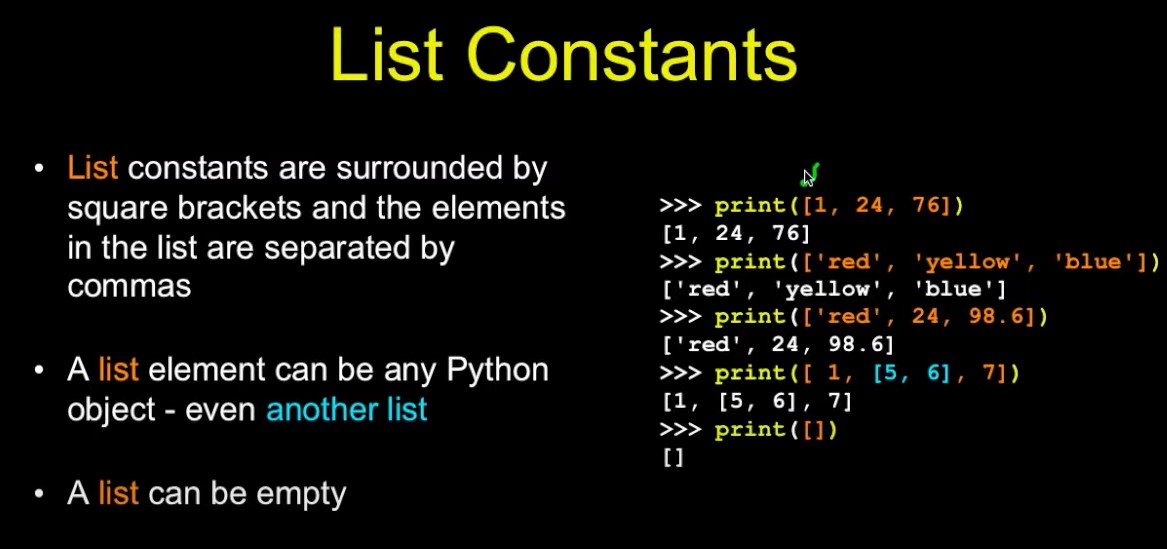 List Constants
• List constants are surrounded by
square brackets and the elements
in the list are separated by
commas
• A list element can be any Python
object - even another list
• A list can be empty
>>> print([1, 24, 76])
[1, 24, 76]
>>> print(['red', 'yellow', 'blue'])
['red', 'yellow', 'blue']
>>> print(['red', 24, 98.6])
['red', 24, 98.6]
>>> print([ 1, [5, 6], 7])
[1, [5, 6], 7]
>>> print([])
[]